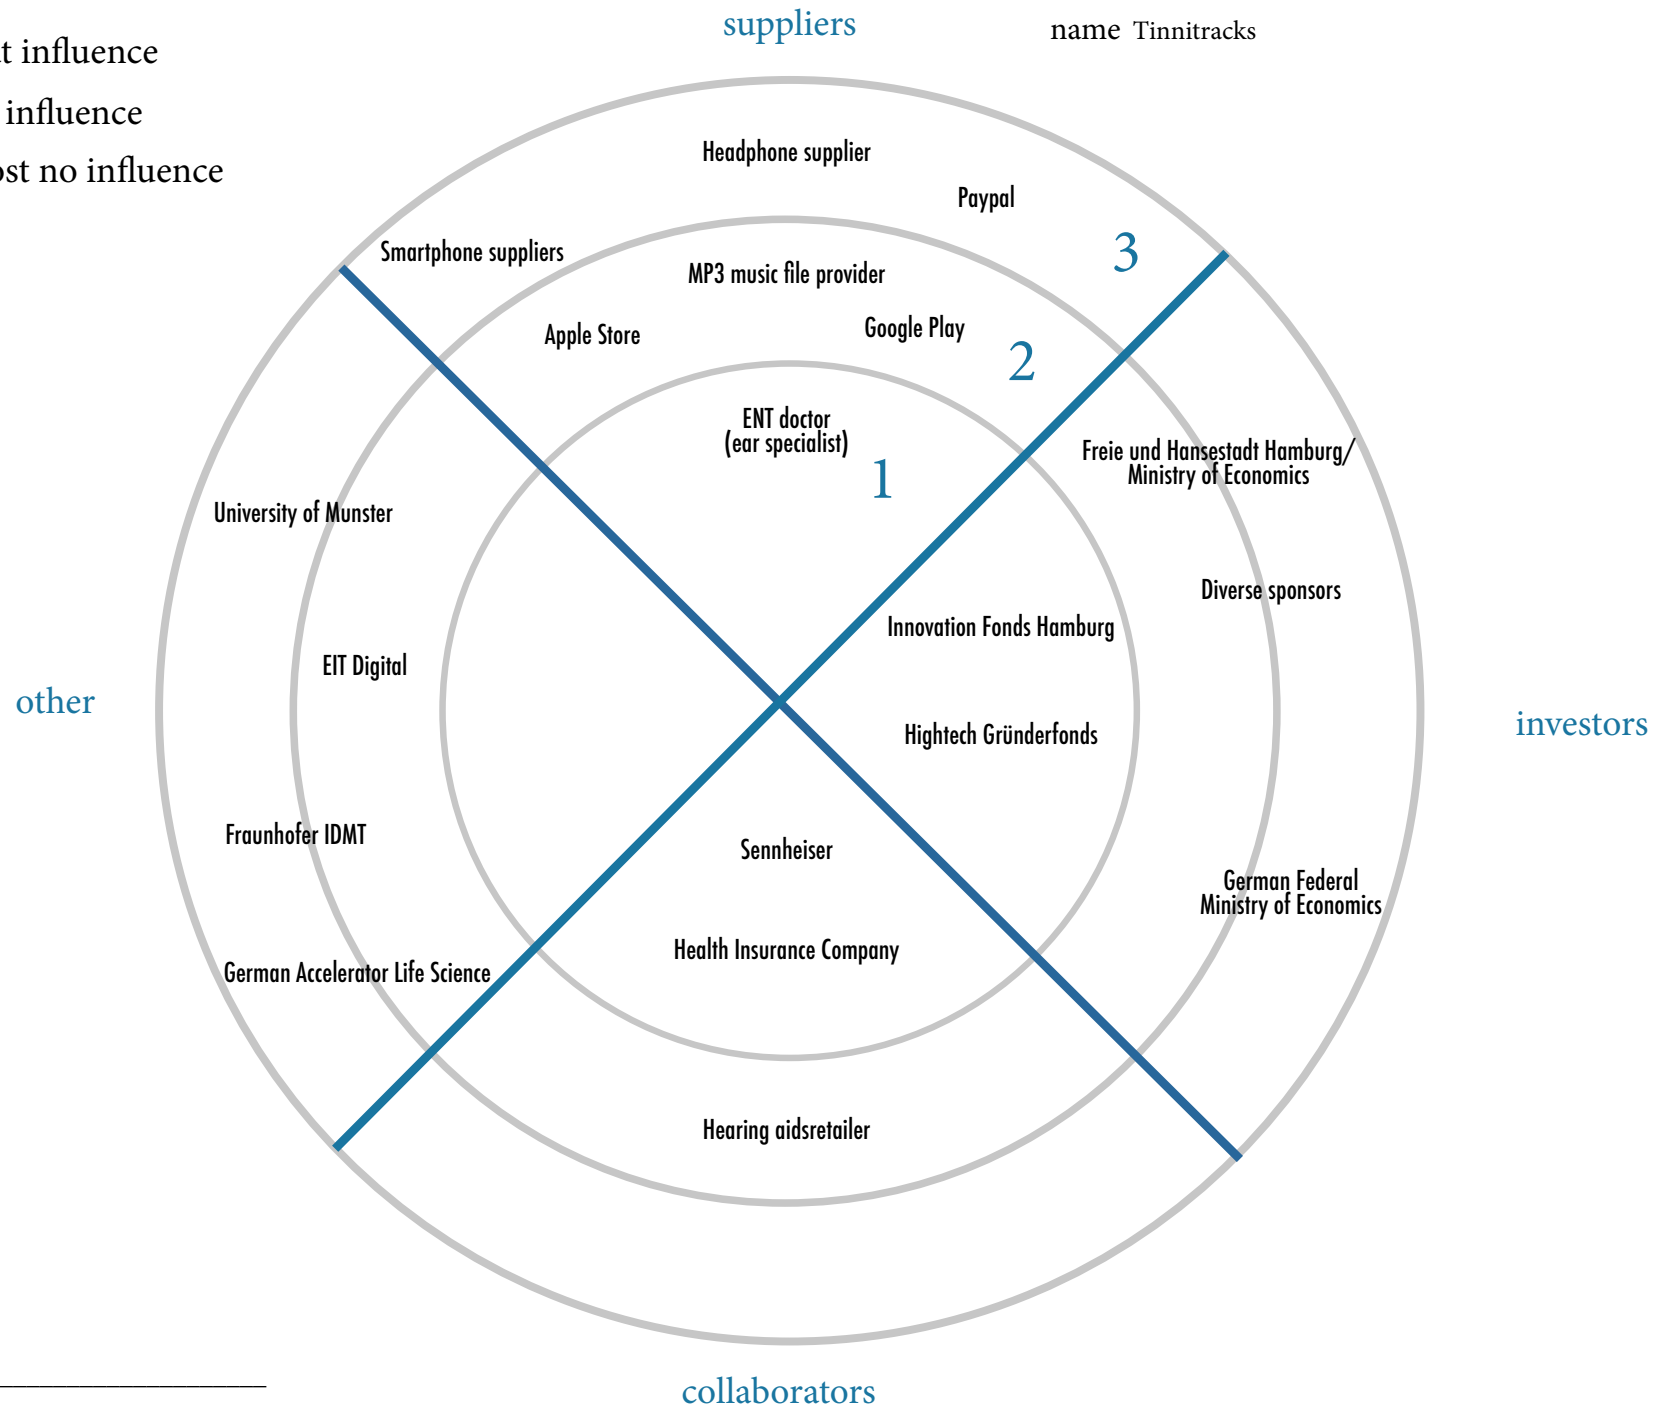 suppliers
name Tinnitracks
influence
influence
no influence
Headphone supplier
Paypal
3
Smartphone suppliers
MP3 music file provider
Google Play
Apple Store
2
ENT doctor
(ear specialist)
1
Freie und Hansestadt Hamburg/
Ministry of Economics
University of Munster
Diverse sponsors
Innovation Fonds Hamburg
EIT Digital
other
investors
Hightech Gründerfonds
Fraunhofer IDMT
Sennheiser
German Federal
Ministry of Economics
Health Insurance Company
German Accelerator Life Science
Hearing aidsretailer
collaborators